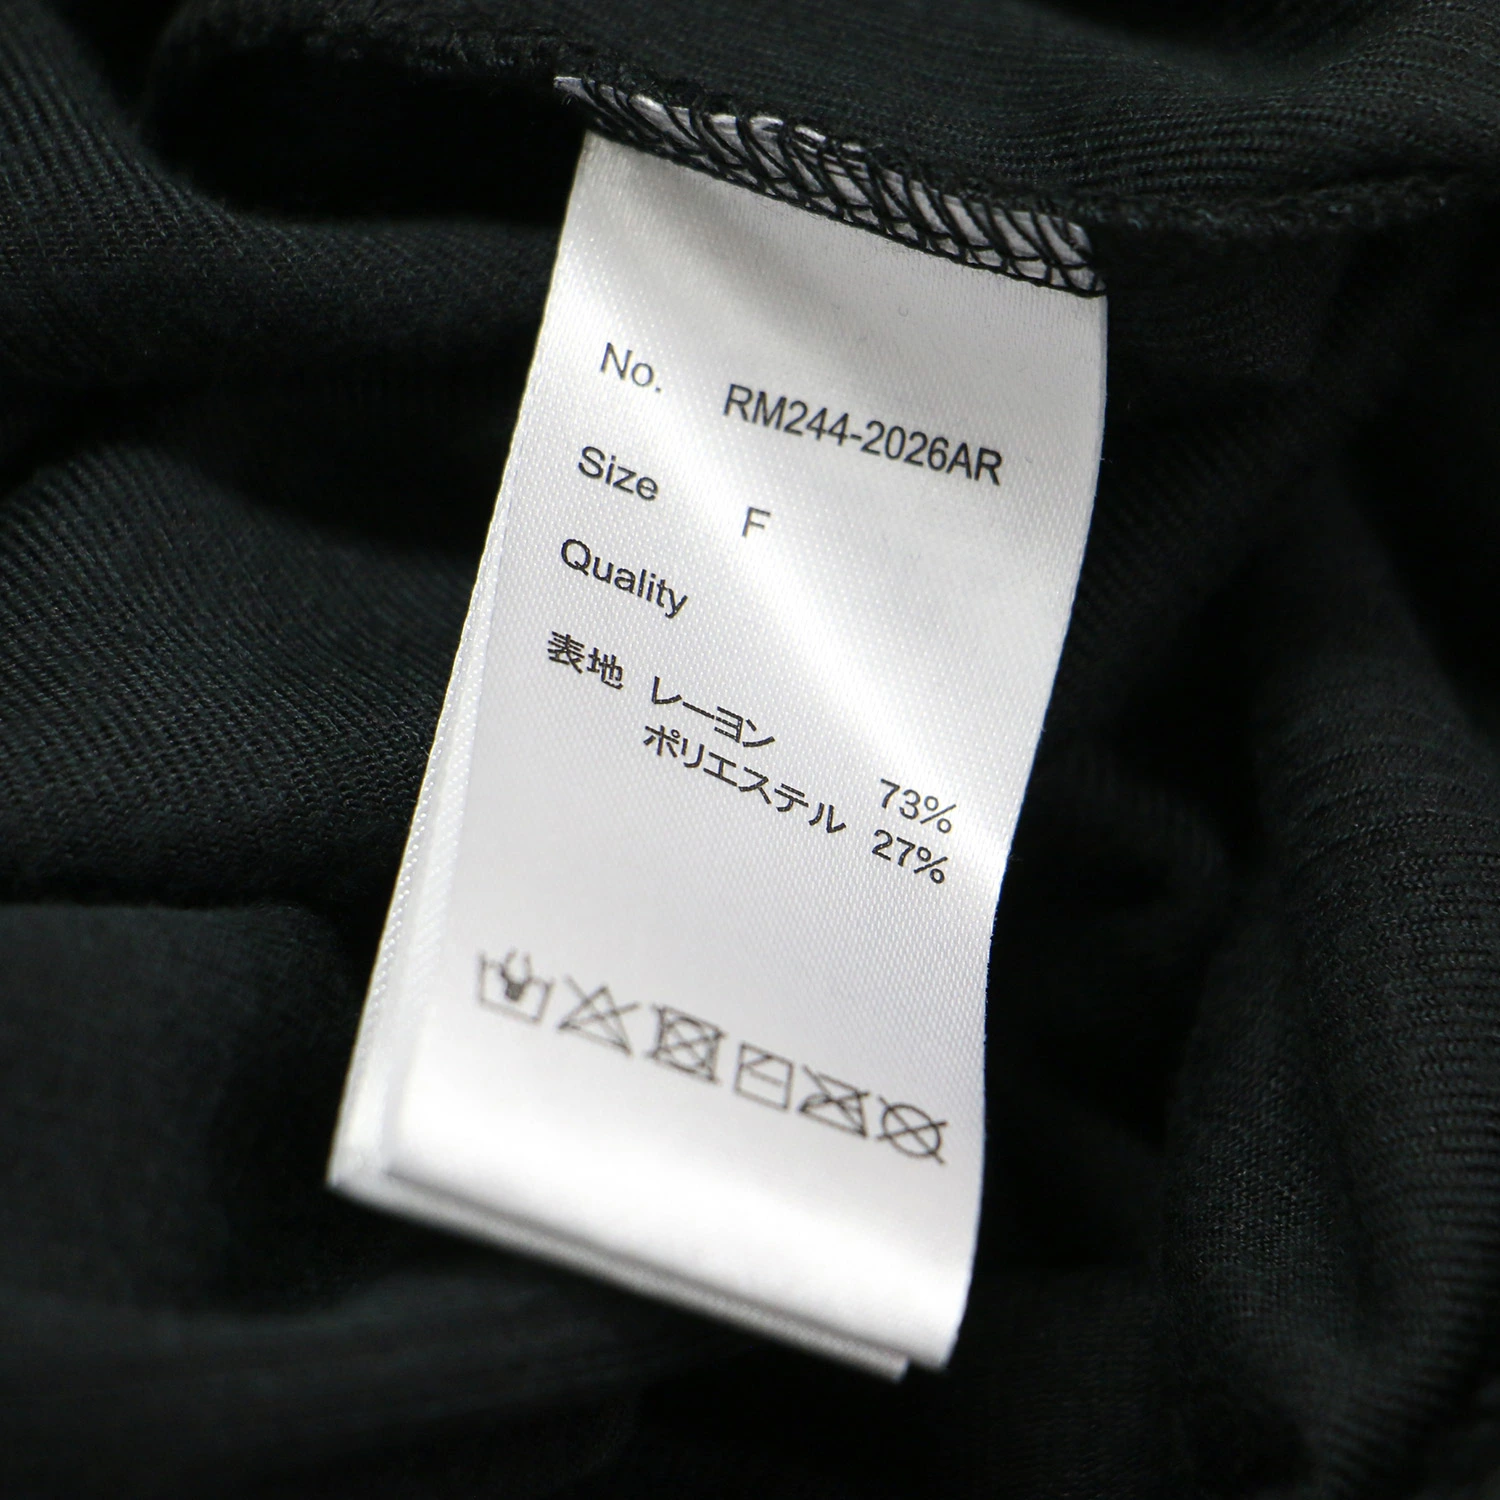 No. RM244-2026AR
Size F
Quality
表地 レーヨン 73%
ポリエステル 27%